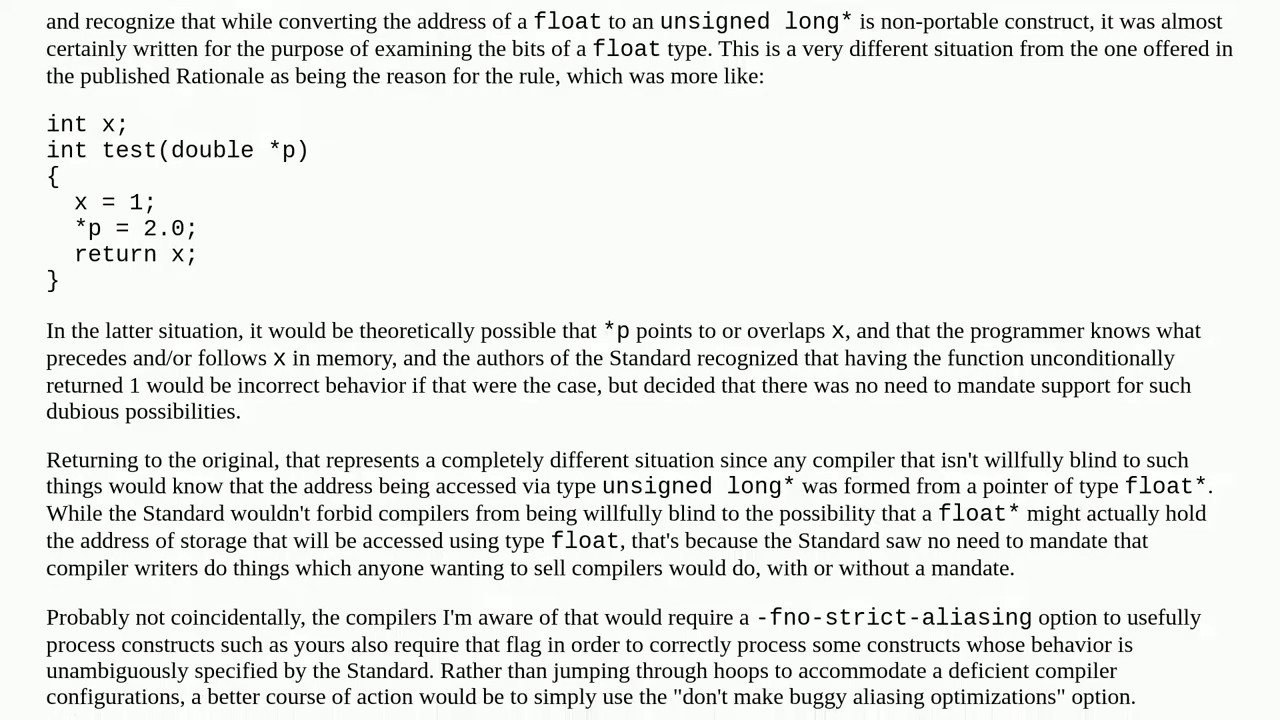 and recognize that while converting the address of a float to an unsigned long* is non-portable construct, it was almost
certainly written for the purpose of examining the bits of a float type. This is a very different situation from the one offered in
the published Rationale as being the reason for the rule, which was more like:
int x;
int test(double *p)
{
  x = 1;
  *p = 2.0;
  return x;
}
In the latter situation, it would be theoretically possible that *p points to or overlaps x, and that the programmer knows what
precedes and/or follows x in memory, and the authors of the Standard recognized that having the function unconditionally
returned 1 would be incorrect behavior if that were the case, but decided that there was no need to mandate support for such
dubious possibilities.
Returning to the original, that represents a completely different situation since any compiler that isn't willfully blind to such
things would know that the address being accessed via type unsigned long* was formed from a pointer of type float*.
While the Standard wouldn't forbid compilers from being willfully blind to the possibility that a float* might actually hold
the address of storage that will be accessed using type float, that's because the Standard saw no need to mandate that
compiler writers do things which anyone wanting to sell compilers would do, with or without a mandate.
Probably not coincidentally, the compilers I'm aware of that would require a -fno-strict-aliasing option to usefully
process constructs such as yours also require that flag in order to correctly process some constructs whose behavior is
unambiguously specified by the Standard. Rather than jumping through hoops to accommodate a deficient compiler
configurations, a better course of action would be to simply use the "don't make buggy aliasing optimizations" option.